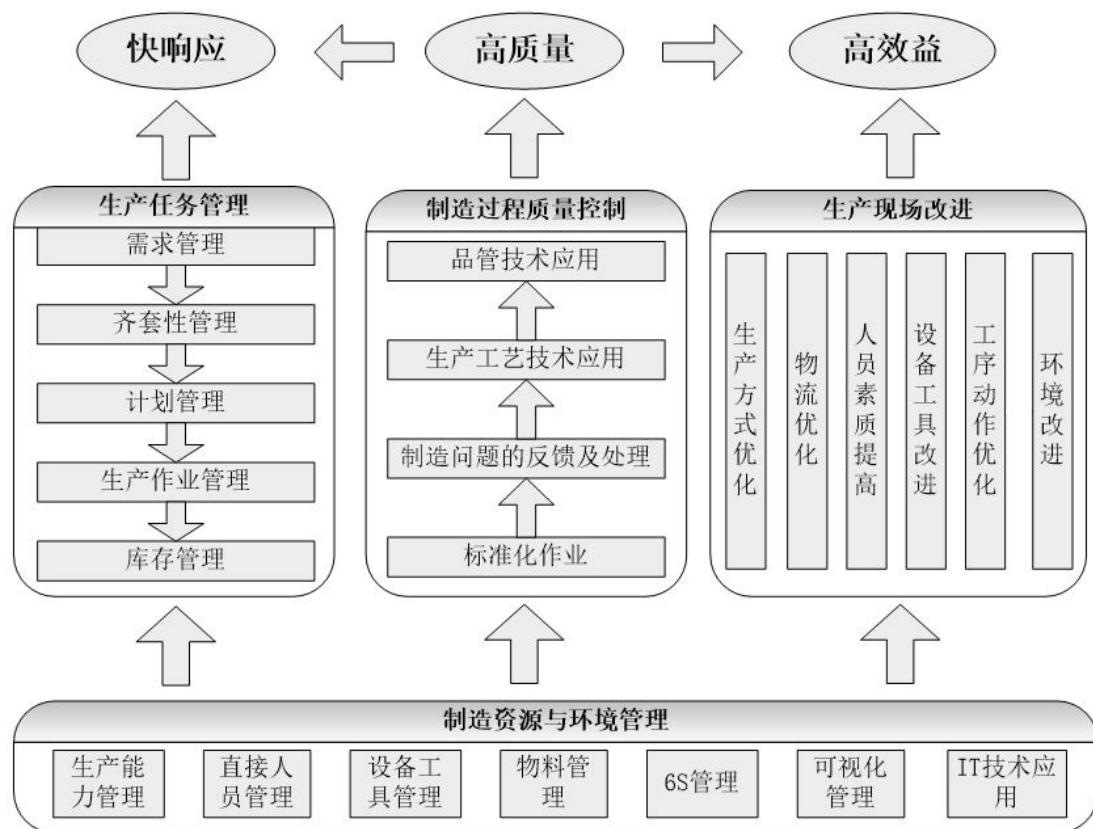 快响应
高质量
高效益
生产任务管理
需求管理
齐套性管理
计划管理
生产作业管理
库存管理
制造过程质量控制
品管技术应用
生产工艺技术应用
制造问题的反馈及处理
标准化作业
生产现场改进
生产方式优化
物流优化
人员素质提高
设备工具改进
工序动作优化
环境改进
制造资源与环境管理
生产能
力管理
直接人
员管理
设备工
具管理
物料管
理
6S管理
可视化
管理
IT技术应
用